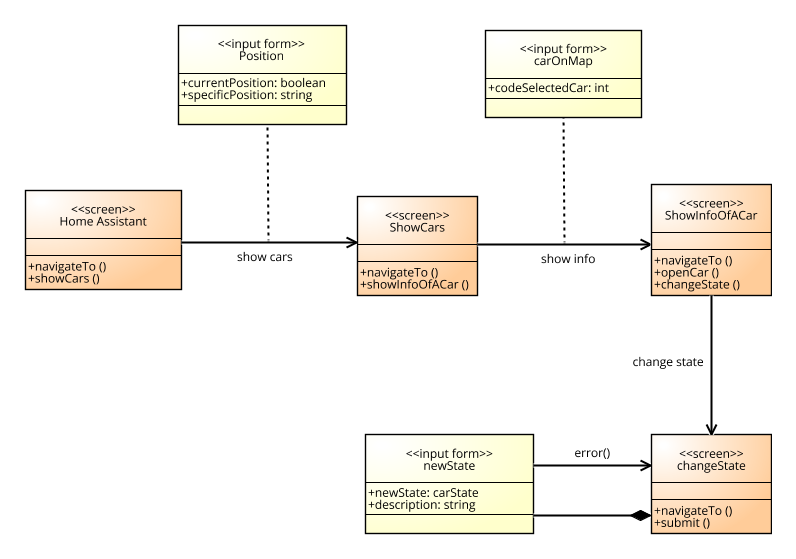 <<input form>>
Position
+currentPosition: boolean
+specificPosition: string
<<input form>>
carOnMap
+codeSelectedCar: int
<<screen>>
Home Assistant
+navigateTo ()
+showCars ()
show cars
<<screen>>
ShowCars
+navigateTo ()
+showInfoOfACar ()
show info
<<screen>>
ShowInfoOfACar
+navigateTo ()
+openCar ()
+changeState ()
change state
<<input form>>
newState
+newState: carState
+description: string
error()
<<screen>>
changeState
+navigateTo ()
+submit ()